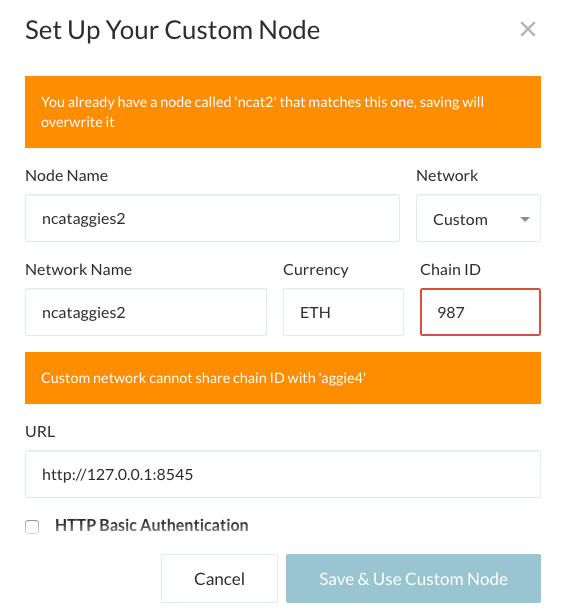 Set Up Your Custom Node
You already have a node called 'ncat2' that matches this one, saving will
overwrite it
Node Name
Network
ncataggies2
Custom
Network Name
Currency
Chain ID
ncataggies2
ETH
987
Custom network cannot share chain ID with 'aggie4'
URL
http://127.0.0.1:8545
HTTP Basic Authentication
Cancel
Save & Use Custom Node